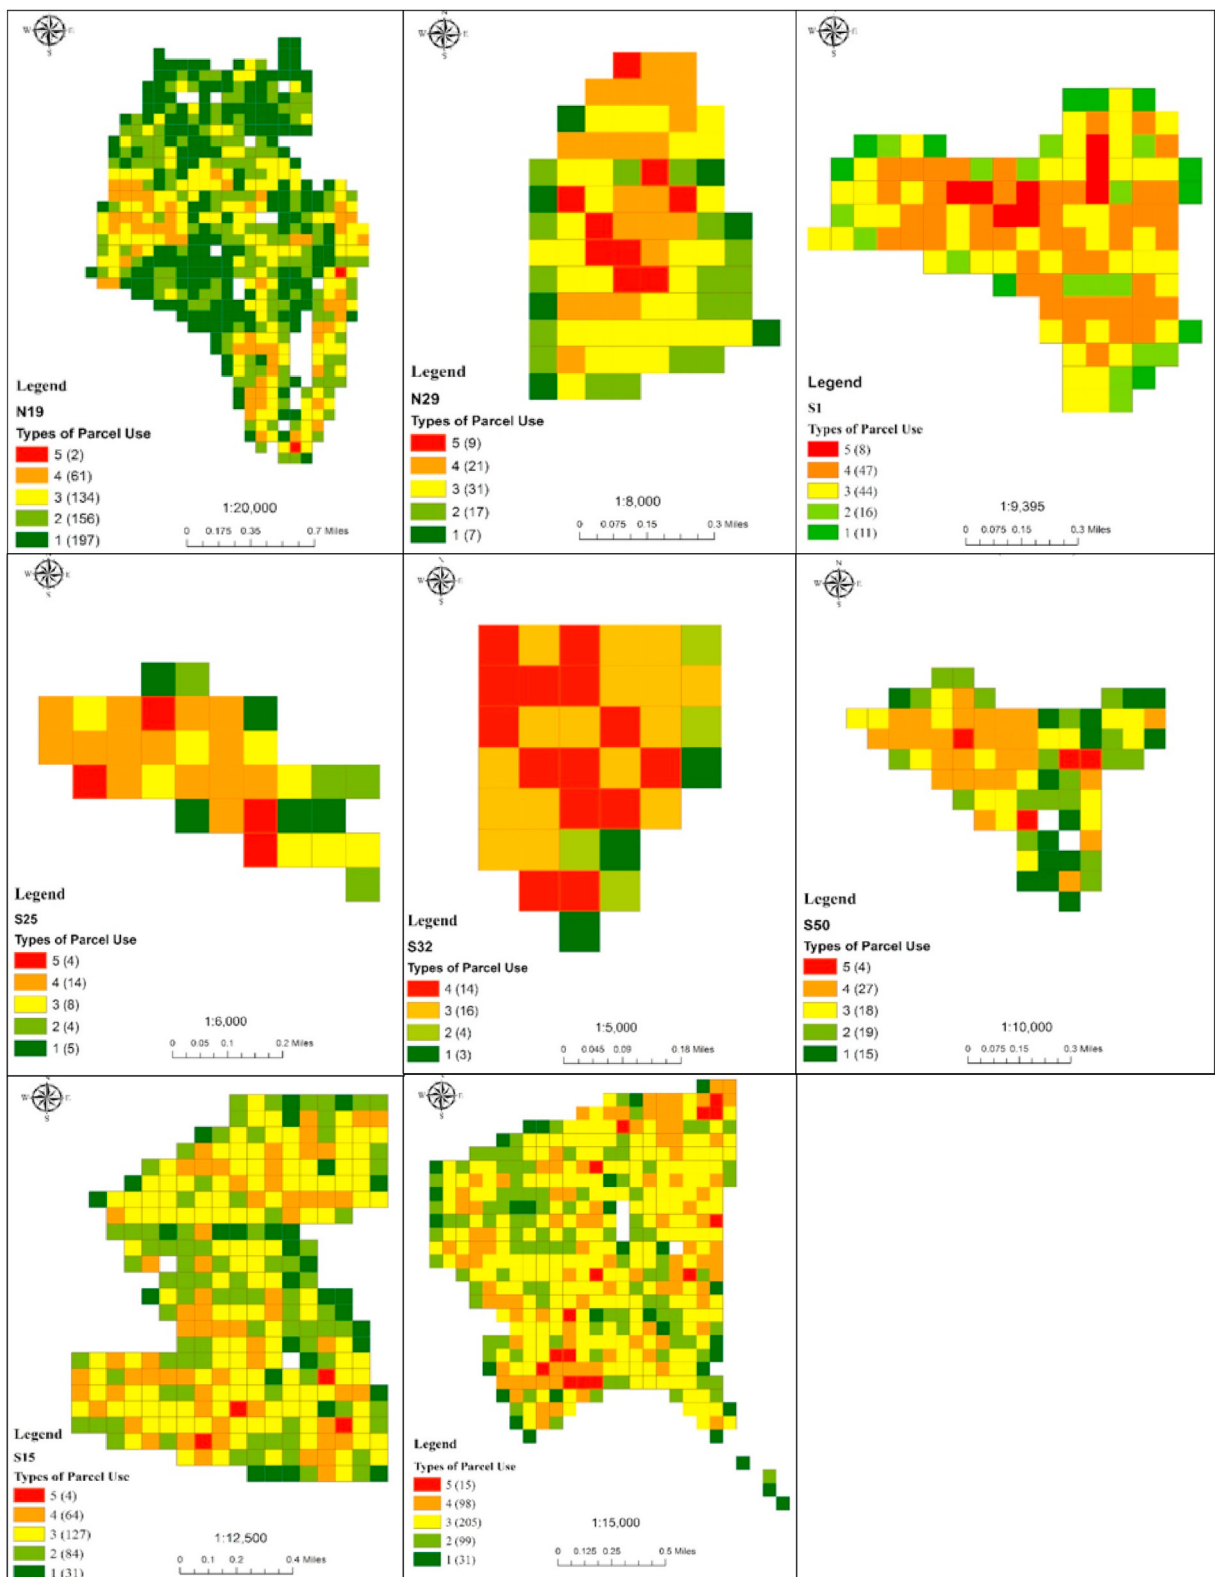 W E
S
Legend
N19
Types of Parcel Use
5 (2)
4 (61)
3 (134)
2 (156)
1 (197)
1:20,000
0 0.175 0.35 0.7 Miles
W E
S
Legend
N29
Types of Parcel Use
5 (9)
4 (21)
3 (31)
2 (17)
1 (7)
1:8,000
0 0.075 0.15 0.3 Miles
W E
S
Legend
S1
Types of Parcel Use
5 (8)
4 (47)
3 (44)
2 (16)
1 (11)
1:9,395
0 0.075 0.15 0.3 Miles
W E
S
Legend
S25
Types of Parcel Use
5 (4)
4 (14)
3 (8)
2 (4)
1 (5)
1:6,000
0 0.05 0.1 0.2 Miles
W E
S
Legend
S32
Types of Parcel Use
4 (14)
3 (16)
2 (4)
1 (3)
1:5,000
0 0.045 0.09 0.18 Miles
N
W E
S
Legend
S50
Types of Parcel Use
5 (4)
4 (27)
3 (18)
2 (19)
1 (15)
1:10,000
0 0.075 0.15 0.3 Miles
W E
S
Legend
S15
Types of Parcel Use
5 (4)
4 (64)
3 (127)
2 (84)
1 (31)
1:12,500
0 0.1 0.2 0.4 Miles
W E
S
Legend
Types of Parcel Use
5 (15)
4 (98)
3 (205)
2 (99)
1 (31)
1:15,000
0 0.125 0.25 0.5 Miles